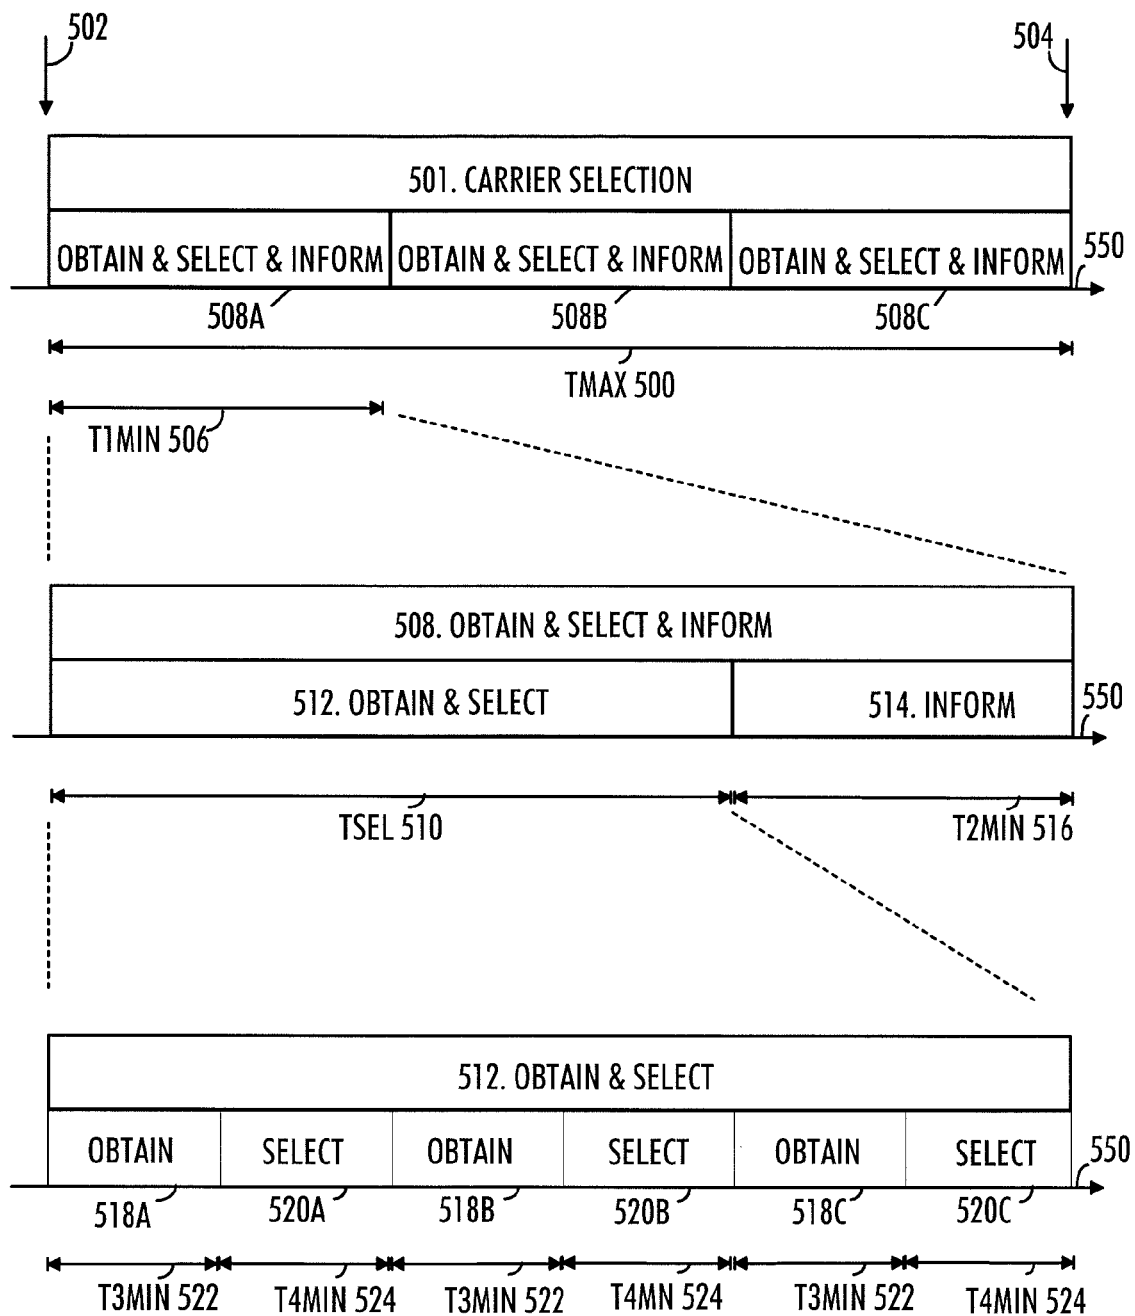 502
504
501. CARRIER SELECTION
OBTAIN & SELECT & INFORM OBTAIN & SELECT & INFORM OBTAIN & SELECT & INFORM
550
508A 508B 508C
TMAX 500
T1MIN 506
508. OBTAIN & SELECT & INFORM
512. OBTAIN & SELECT 514. INFORM
550
TSEL 510 T2MIN 516
512. OBTAIN & SELECT
OBTAIN SELECT OBTAIN SELECT OBTAIN SELECT
550
518A 520A 518B 520B 518C 520C
T3MIN 522 T4MIN 524 T3MIN 522 T4MN 524 T3MIN 522 T4MIN 524